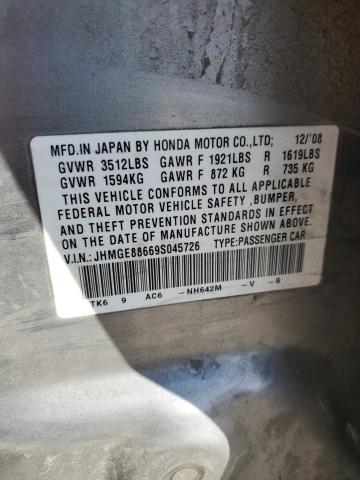 MFD.IN JAPAN BY HONDA MOTOR CO.,LTD; 12/'08
GVWR 3512LBS GAWR F 1921LBS R 1619LBS
GVWR 1594KG GAWR F 872 KG R 735 KG
THIS VEHICLE CONFORMS TO ALL APPLICABLE
FEDERAL MOTOR VEHICLE SAFETY ,BUMPER,
AND THEFT PREVENTION STANDARDS IN EFFECT
ON THE DATE OF MANUFACTURE SHOWN ABOVE.
V.I.N.:JHMGE88669S045726 TYPE:PASSENGER CAR
TK6 9 AC6 -NH642M -V -S